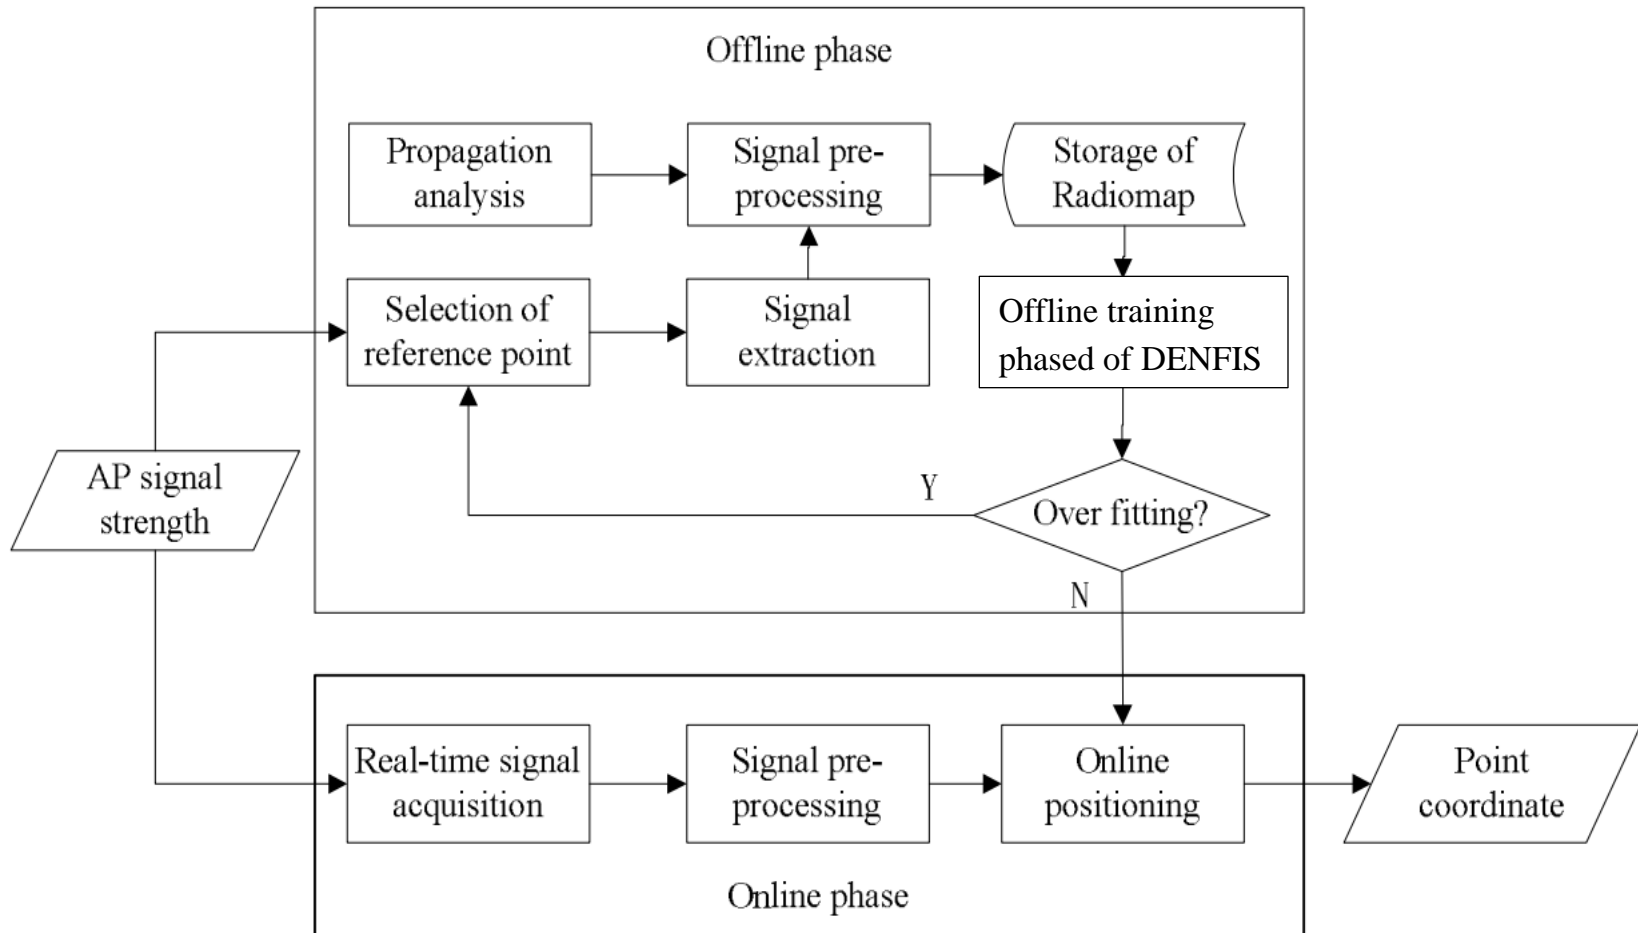 Offline phase
Propagation
analysis
Signal pre-
processing
Storage of
Radiomap
Selection of
reference point
Signal
extraction
Offline training
phased of DENFIS
AP signal
strength
Y
Over fitting?
N
Real-time signal
acquisition
Signal pre-
processing
Online
positioning
Point
coordinate
Online phase